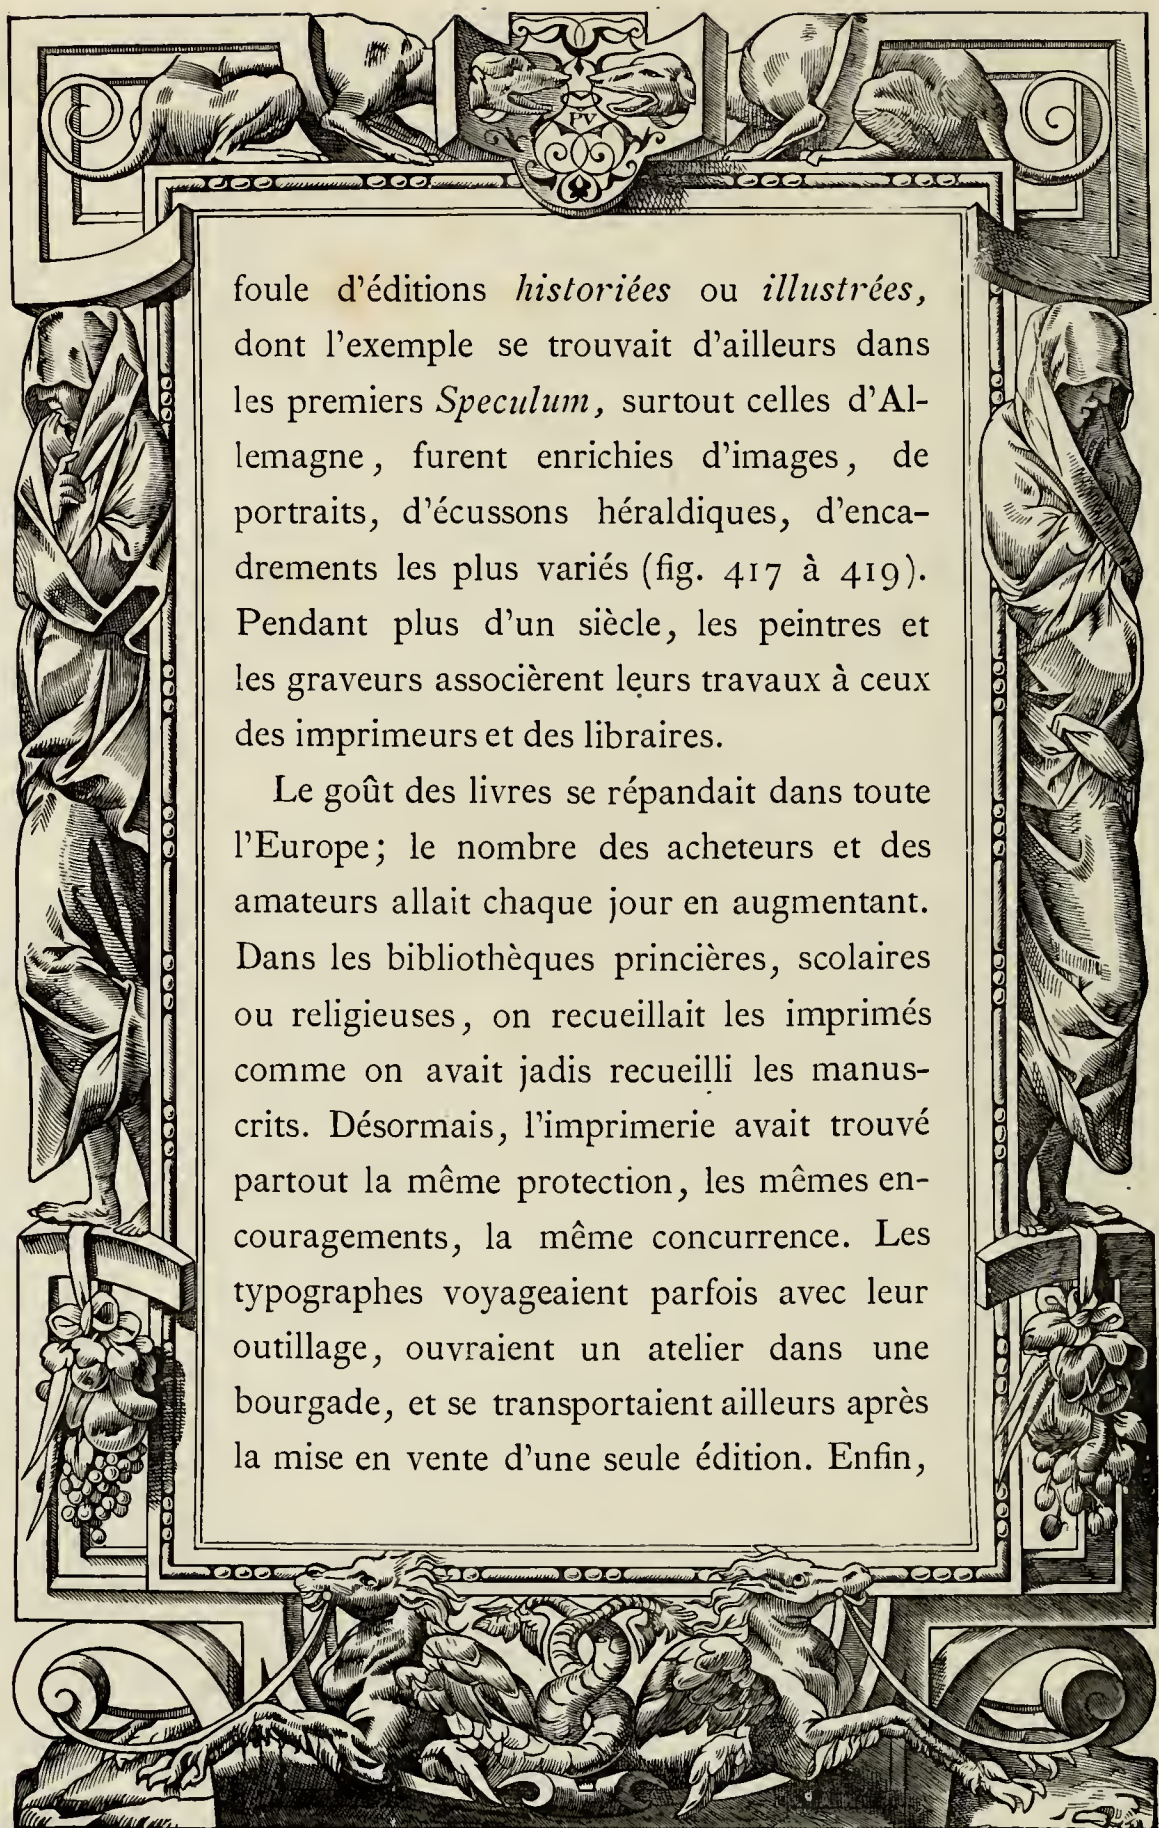 PV
foule d'éditions historiées ou illustrées,
dont l'exemple se trouvait d'ailleurs dans
les premiers Speculum, surtout celles d'Al-
lemagne, furent enrichies d'images, de
portraits, d'écussons héraldiques, d'enca-
drements les plus variés (fig. 417 à 419).
Pendant plus d'un siècle, les peintres et
les graveurs associèrent leurs travaux à ceux
des imprimeurs et des libraires.
Le goût des livres se répandait dans toute
l'Europe; le nombre des acheteurs et des
amateurs allait chaque jour en augmentant.
Dans les bibliothèques princières, scolaires
ou religieuses, on recueillait les imprimés
comme on avait jadis recueilli les manus-
crits. Désormais, l'imprimerie avait trouvé
partout la même protection, les mêmes en-
couragements, la même concurrence. Les
typographes voyageaient parfois avec leur
outillage, ouvraient un atelier dans une
bourgade, et se transportaient ailleurs après
la mise en vente d'une seule édition. Enfin,